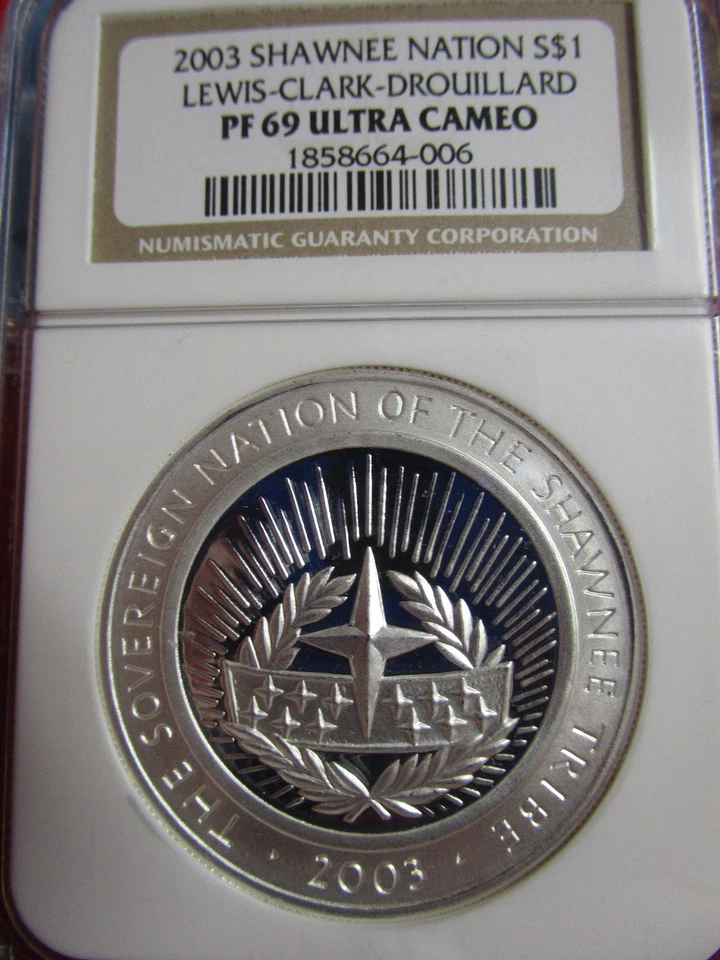 2003 SHAWNEE NATION S$1
LEWIS-CLARK-DROUILLARD
PF 69 ULTRA CAMEO
1858664-006
NUMISMATIC GUARANTY CORPORATION
THE SOVEREIGN NATION OF THE SHAWNEE TRIBE
· 2003 ·